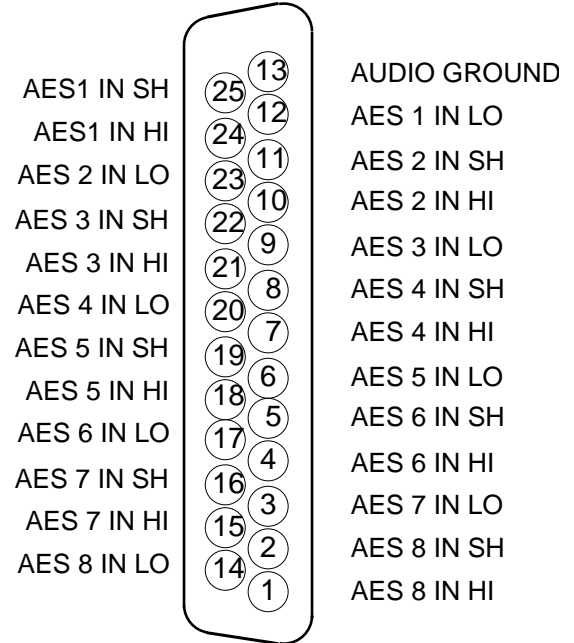 AES1 IN SH
AES1 IN HI
AES 2 IN LO
AES 3 IN SH
AES 3 IN HI
AES 4 IN LO
AES 5 IN SH
AES 5 IN HI
AES 6 IN LO
AES 7 IN SH
AES 7 IN HI
AES 8 IN LO
25
24
23
22
21
20
19
18
17
16
15
14
13
12
11
10
9
8
7
6
5
4
3
2
1
AUDIO GROUND
AES 1 IN LO
AES 2 IN SH
AES 2 IN HI
AES 3 IN LO
AES 4 IN SH
AES 4 IN HI
AES 5 IN LO
AES 6 IN SH
AES 6 IN HI
AES 7 IN LO
AES 8 IN SH
AES 8 IN HI